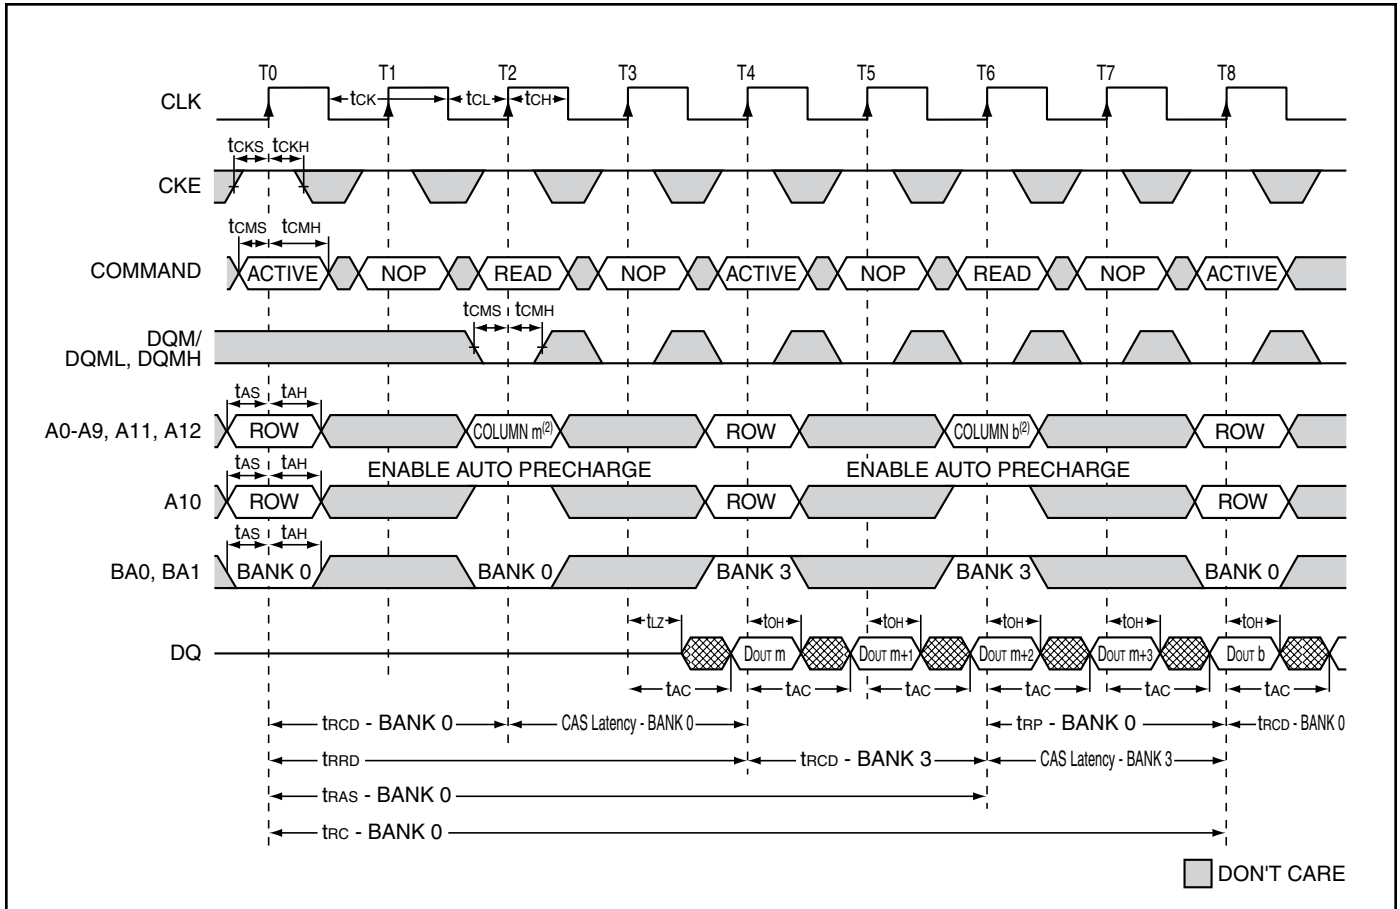 T0 T1 T2 T3 T4 T5 T6 T7 T8
CLK
tCK tCL tCH
tCKS tCKH
CKE
tCMS tCMH
COMMAND ACTIVE NOP READ NOP ACTIVE NOP READ NOP ACTIVE
tCMS tCMH
DQM/
DQML, DQMH
tAS tAH
A0-A9, A11, A12 ROW COLUMN m(2) ROW COLUMN b(2) ROW
tAS tAH ENABLE AUTO PRECHARGE ENABLE AUTO PRECHARGE
A10 ROW ROW ROW
tAS tAH
BA0, BA1 BANK 0 BANK 0 BANK 3 BANK 3 BANK 0
tLZ tOH tOH tOH tOH tOH
DQ DOUT m DOUT m+1 DOUT m+2 DOUT m+3 DOUT b
tAC tAC tAC tAC tAC tAC
tRCD - BANK 0 CAS Latency - BANK 0 tRP - BANK 0 tRCD - BANK 0
tRRD tRCD - BANK 3 CAS Latency - BANK 3
tRAS - BANK 0
tRC - BANK 0
DON'T CARE